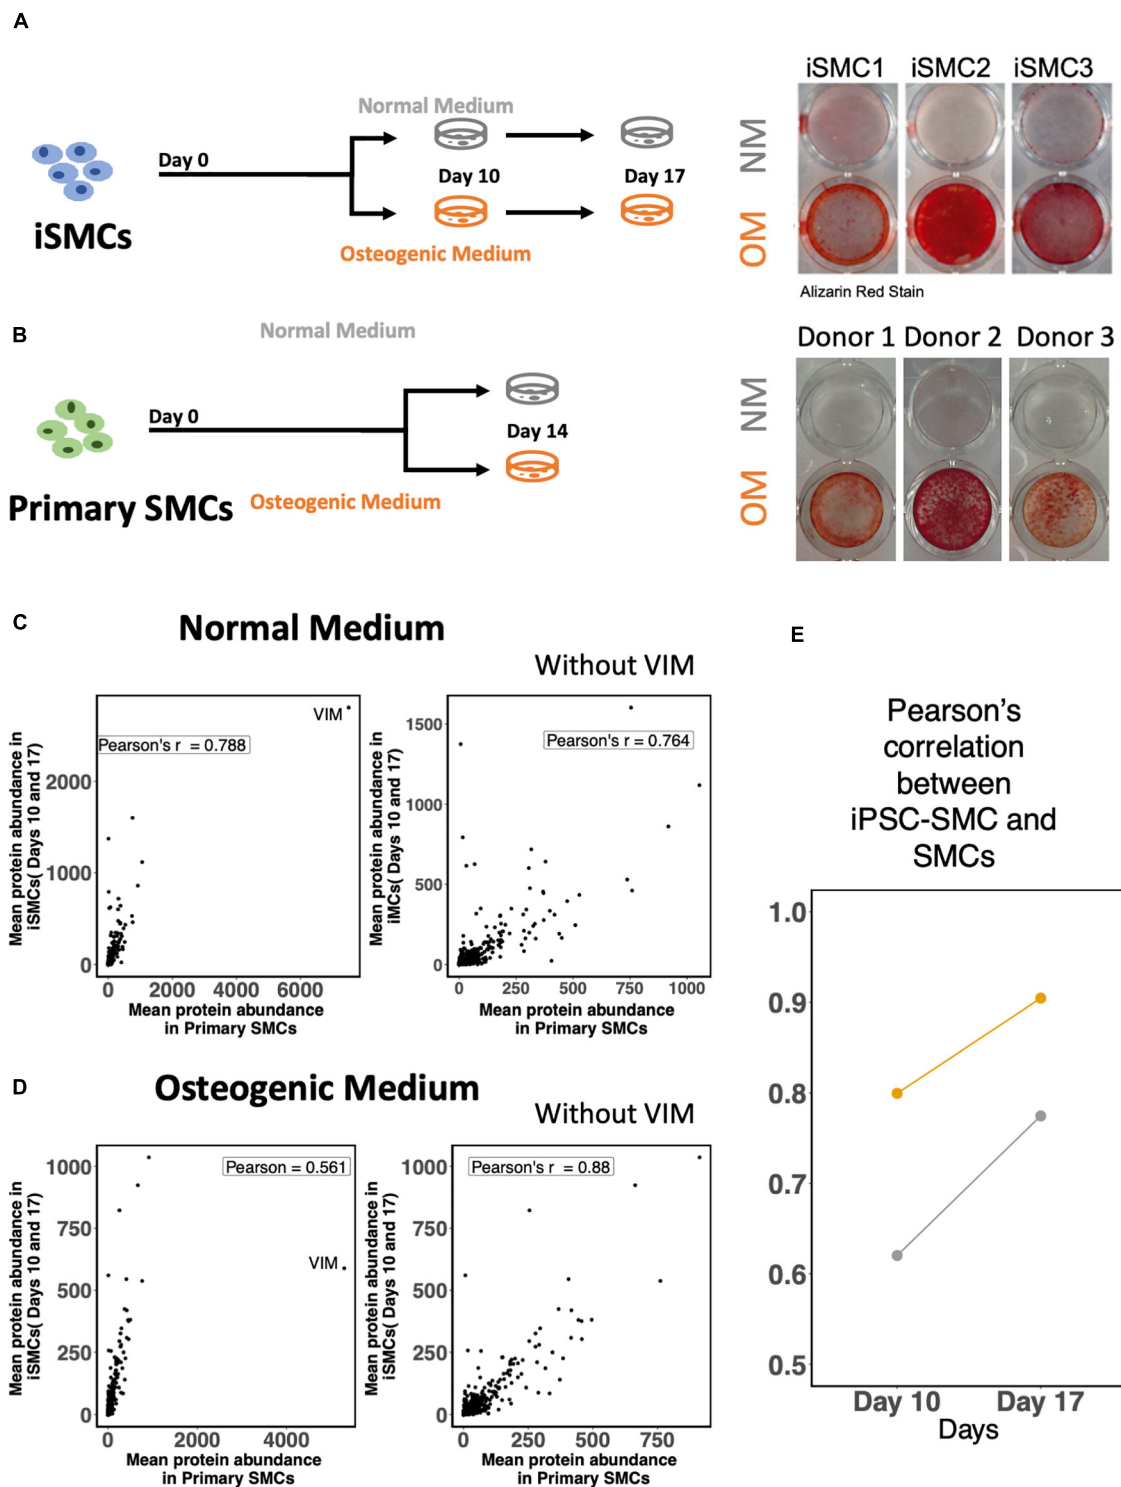 A
iSMC1 iSMC2 iSMC3
Normal Medium
NM
Day 0
Day 10 Day 17
iSMCs
OM
Osteogenic Medium
Alizarin Red Stain
B
Normal Medium
Donor 1 Donor 2 Donor 3
NM
Day 0
Day 14
Primary SMCs
Osteogenic Medium
OM
C
Normal Medium
Without VIM
VIM
Pearson's r = 0.788
Mean protein abundance in
iSMCs( Days 10 and 17)
2000
1000
0
0 2000 4000 6000
Mean protein abundance
in Primary SMCs
Pearson's r = 0.764
Mean protein abundance in
iMCs( Days 10 and 17)
1500
1000
500
0
0 250 500 750 1000
Mean protein abundance
in Primary SMCs
D
Osteogenic Medium
Without VIM
Pearson = 0.561
VIM
Mean protein abundance in
iSMCs( Days 10 and 17)
1000
750
500
250
0
0 2000 4000
Mean protein abundance
in Primary SMCs
Pearson's r = 0.88
Mean protein abundance in
iSMCs( Days 10 and 17)
1000
750
500
250
0
0 250 500 750
Mean protein abundance
in Primary SMCs
E
Pearson's
correlation
between
iPSC-SMC and
SMCs
1.0
0.9
0.8
0.7
0.6
0.5
Day 10 Day 17
Days